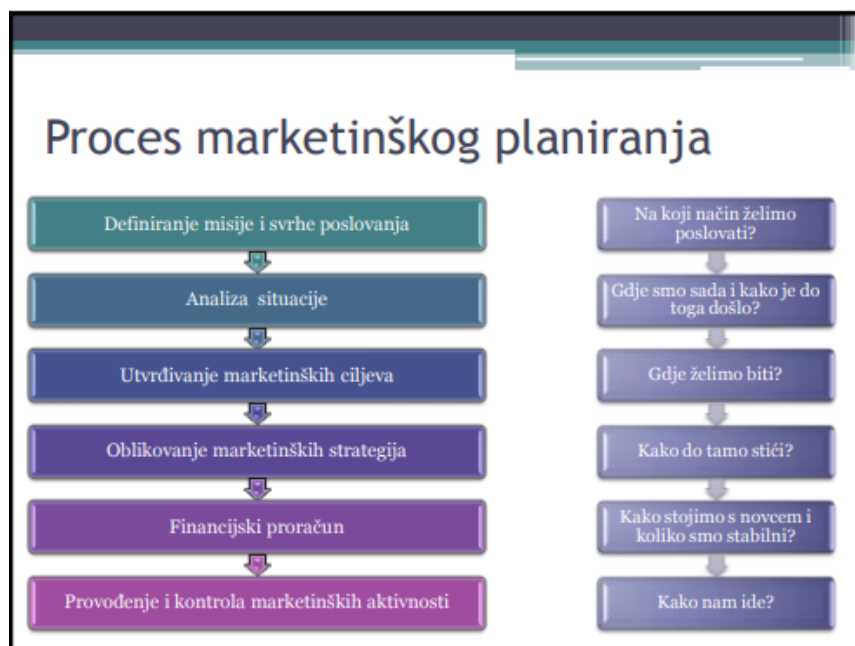 Proces marketinškog planiranja
Definiranje misije i svrhe poslovanja
Analiza situacije
Utvrđivanje marketinških ciljeva
Oblikovanje marketinških strategija
Financijski proračun
Provođenje i kontrola marketinških aktivnosti
Na koji način želimo
poslovati?
Gdje smo sada i kako je do
toga došlo?
Gdje želimo biti?
Kako do tamo stići?
Kako stojimo s novcem i
koliko smo stabilni?
Kako nam ide?